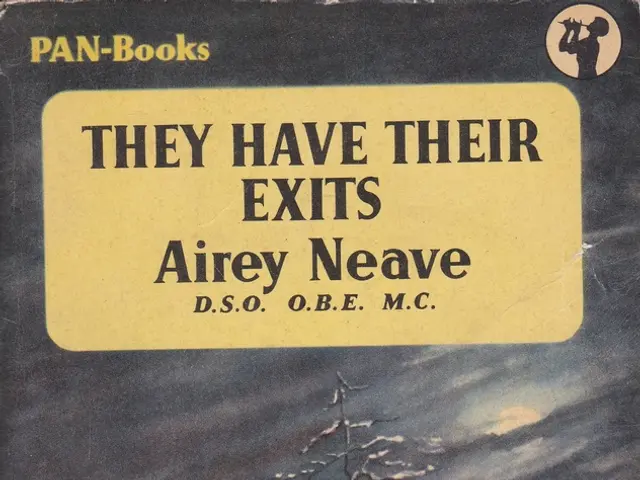 PAN-Books
THEY HAVE THEIR
EXITS
Airey Neave
D.S.O. O.B.E. M.C.